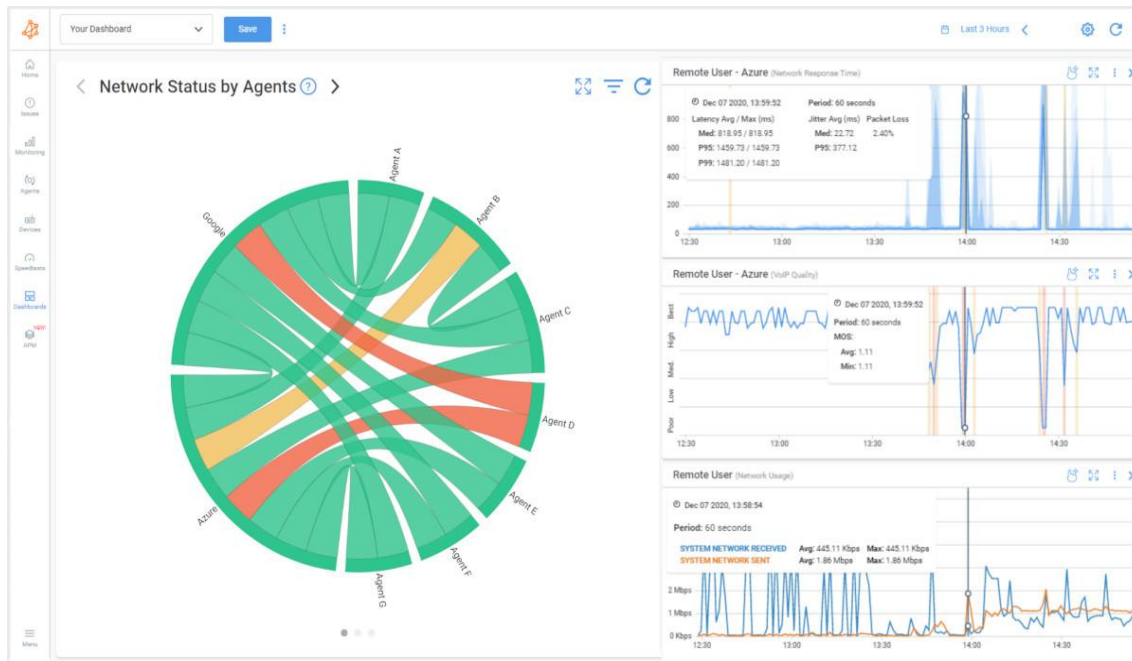 Your Dashboard
Save
Last 3 Hours
Home
Issues
Monitoring
Agents
Devices
Speedtests
Dashboards
NEW
APM
Menu
Network Status by Agents ?
Agent A
Agent B
Agent C
Agent D
Agent E
Agent F
Agent G
Azure
Google
Remote User - Azure (Network Response Time)
Dec 07 2020, 13:59:52 Period: 60 seconds
Latency Avg / Max (ms) Jitter Avg (ms) Packet Loss
Med: 818.95 / 818.95 Med: 22.72 2.40%
P95: 1459.73 / 1459.73 P95: 377.12
P99: 1481.20 / 1481.20
800
600
400
200
0
12:30 13:00 13:30 14:00 14:30
Remote User - Azure (VoIP Quality)
Dec 07 2020, 13:59:52
Period: 60 seconds
MOS:
Avg: 1.11
Min: 1.11
Best
High
Med.
Low
Poor
12:30 13:00 13:30 14:00 14:30
Remote User (Network Usage)
Dec 07 2020, 13:58:54
Period: 60 seconds
SYSTEM NETWORK RECEIVED Avg: 445.11 Kbps Max: 445.11 Kbps
SYSTEM NETWORK SENT Avg: 1.86 Mbps Max: 1.86 Mbps
2 Mbps
1 Mbps
0 Kbps
12:30 13:00 13:30 14:00 14:30